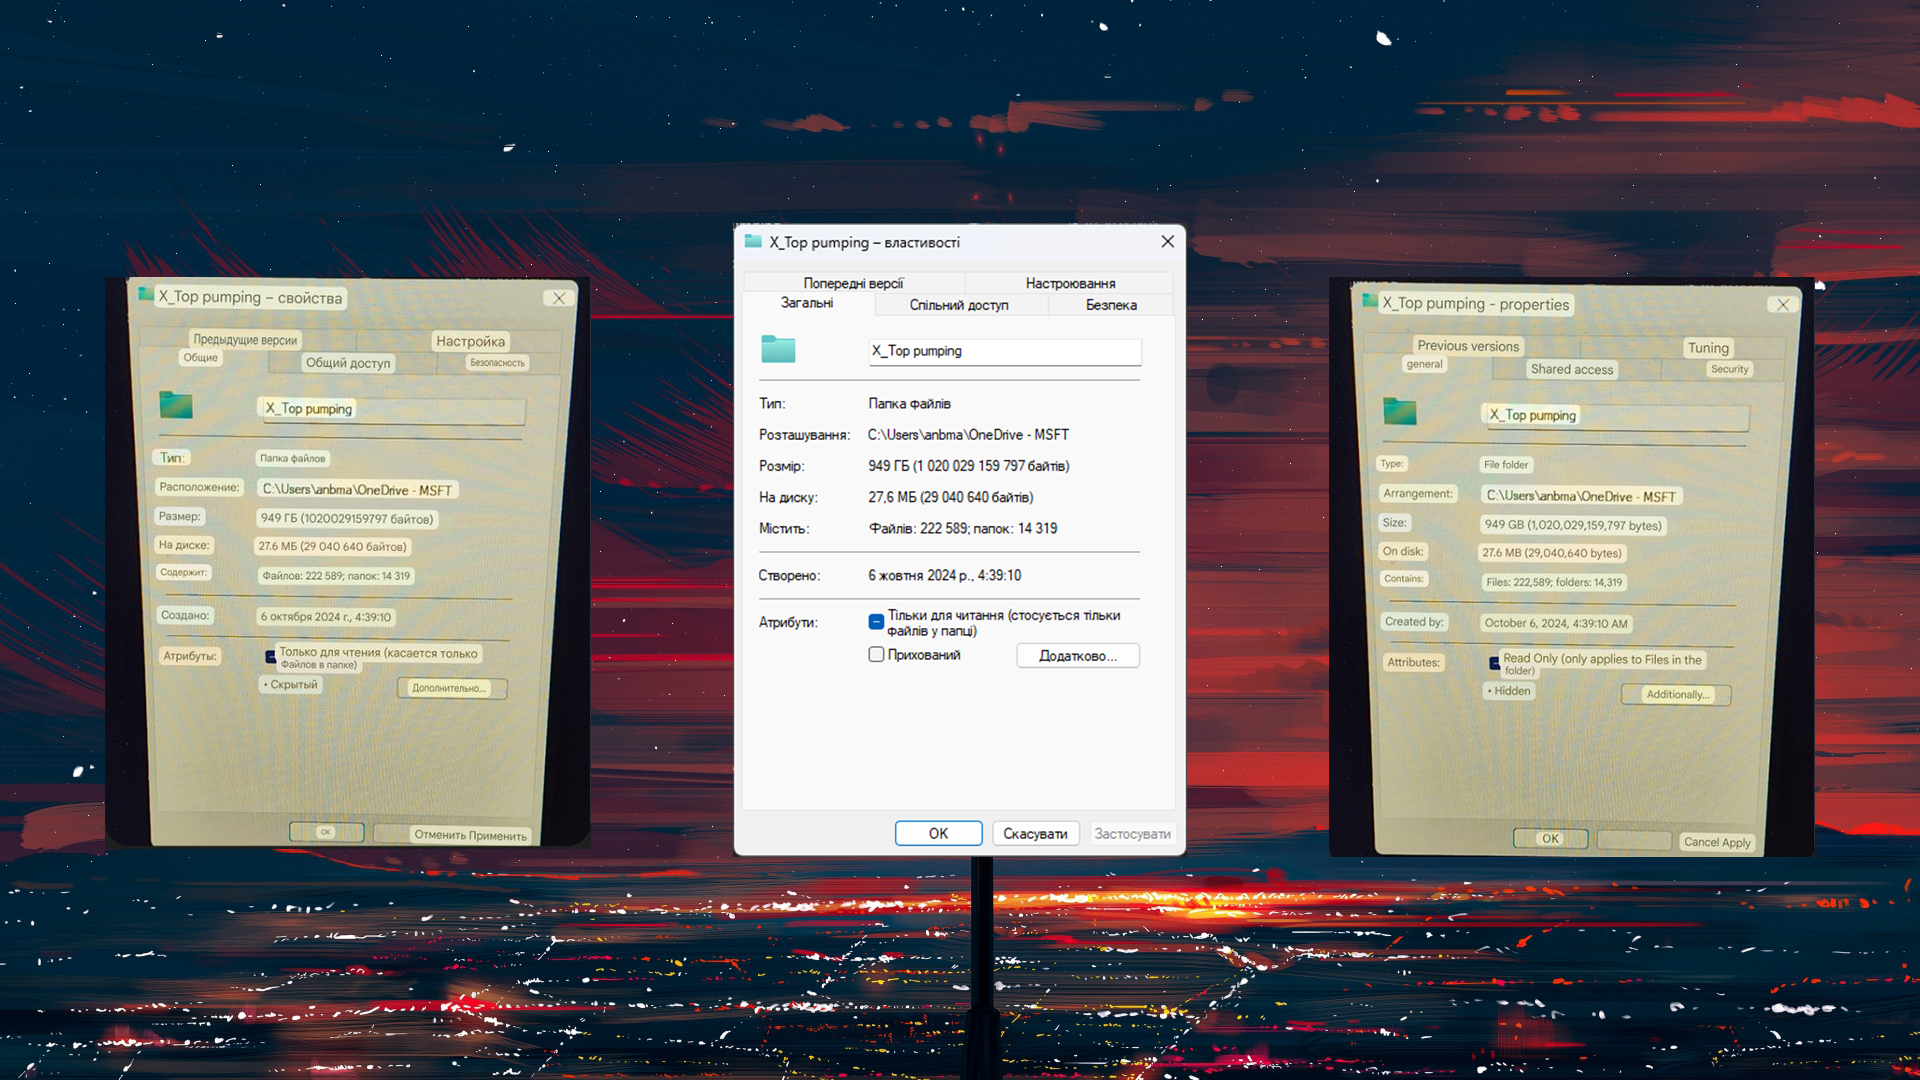 X_Top pumping – свойства
Предыдущие версии
Настройка
Общие
Общий доступ
Безопасность
X_Top pumping
Тип:
Папка файлов
Расположение:
C:\Users\anbma\OneDrive - MSFT
Размер:
949 ГБ (1020029159797 байтов)
На диске:
27.6 МБ (29 040 640 байтов)
Содержит:
Файлов: 222 589; папок: 14 319
Создано:
6 октября 2024 г., 4:39:10
Атрибуты:
Только для чтения (касается только
Файлов в папке)
• Скрытый
Дополнительно...
ОК
Отменить Применить
X_Top pumping – властивості
Попередні версії
Настроювання
Загальні
Спільний доступ
Безпека
X_Top pumping
Тип:
Папка файлів
Розташування:
C:\Users\anbma\OneDrive - MSFT
Розмір:
949 ГБ (1 020 029 159 797 байтів)
На диску:
27,6 МБ (29 040 640 байтів)
Містить:
Файлів: 222 589; папок: 14 319
Створено:
6 жовтня 2024 р., 4:39:10
Атрибути:
Тільки для читання (стосується тільки
файлів у папці)
Прихований
Додатково...
ОК
Скасувати
Застосувати
X_Top pumping - properties
Previous versions
Tuning
general
Shared access
Security
X_Top pumping
Type:
File folder
Arrangement:
C:\Users\anbma\OneDrive - MSFT
Size:
949 GB (1,020,029,159,797 bytes)
On disk:
27.6 MB (29,040,640 bytes)
Contains:
Files: 222,589; folders: 14,319
Created by:
October 6, 2024, 4:39:10 AM
Attributes:
Read Only (only applies to Files in the
folder)
• Hidden
Additionally...
OK
Cancel Apply